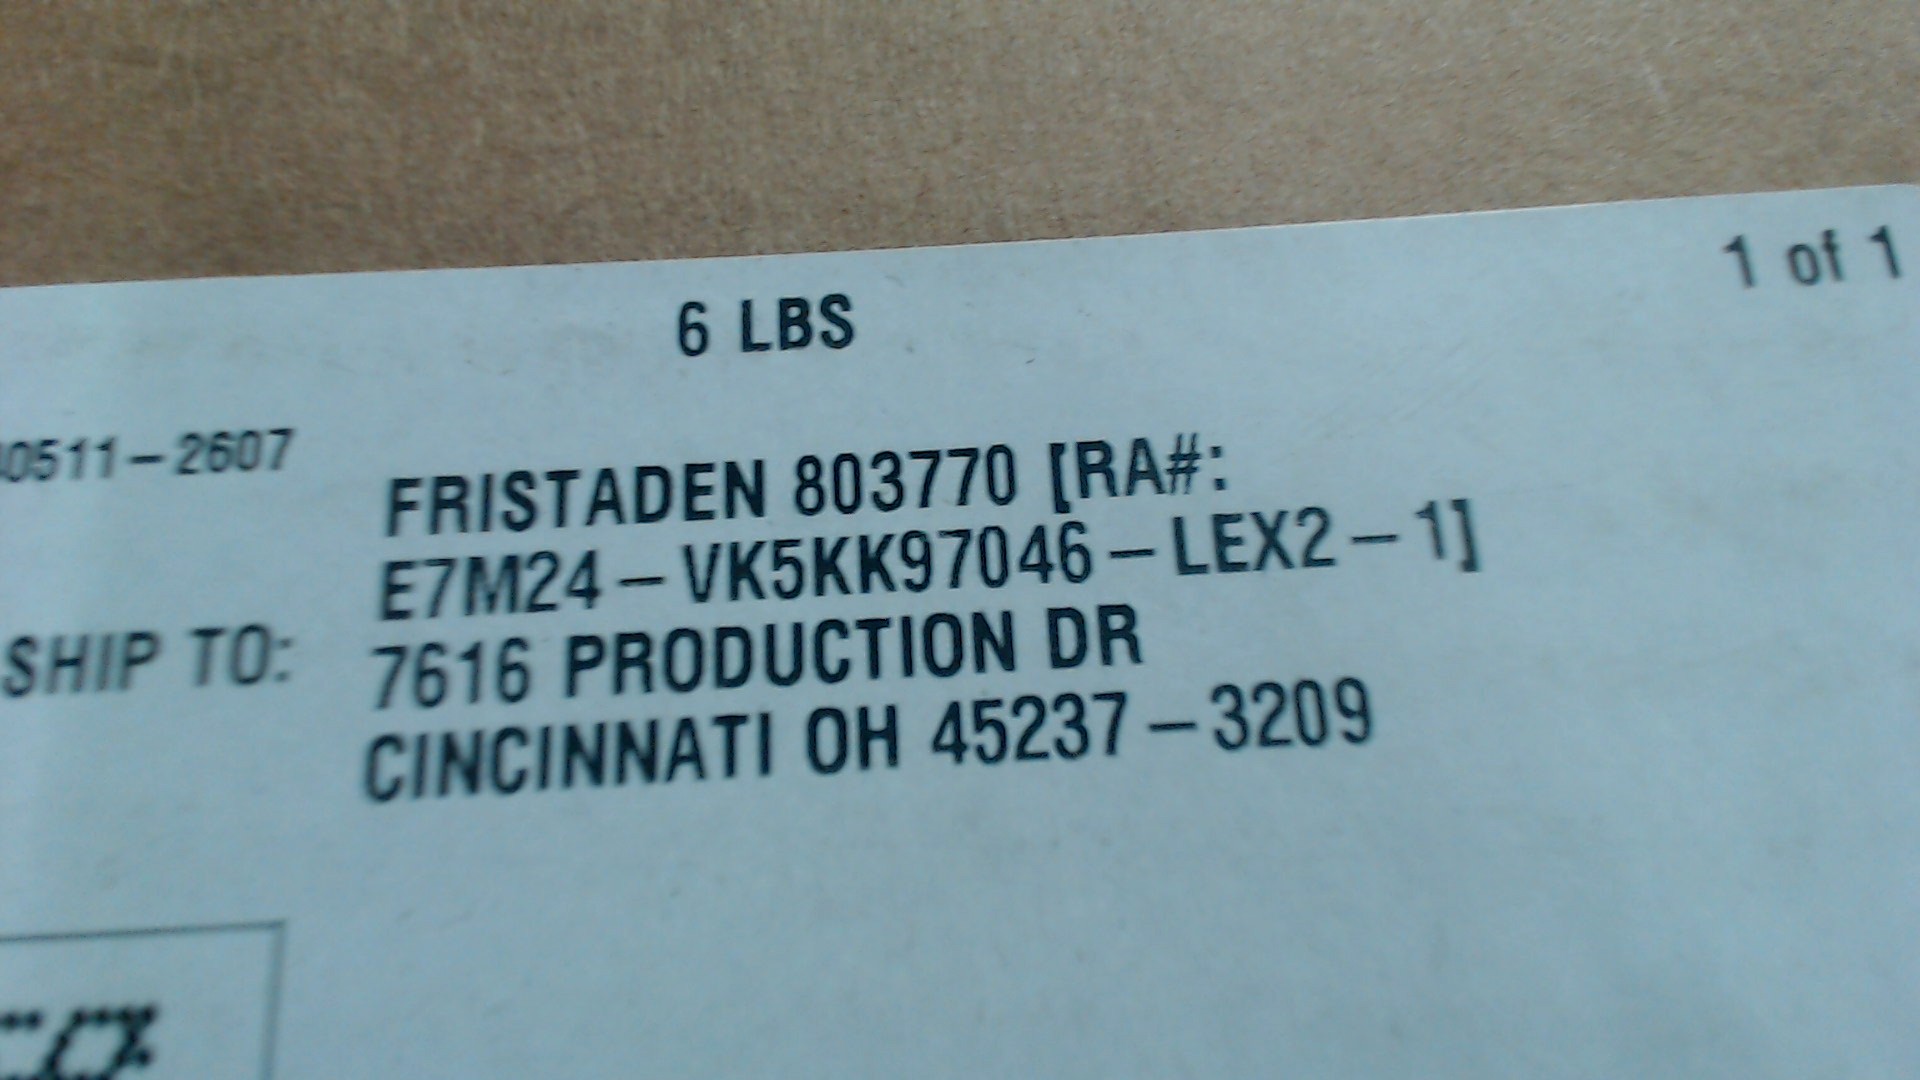 1 of 1
6 LBS
0511-2607
FRISTADEN 803770 [RA#:
E7M24-VK5KK97046-LEX2-1]
SHIP TO: 7616 PRODUCTION DR
CINCINNATI OH 45237-3209